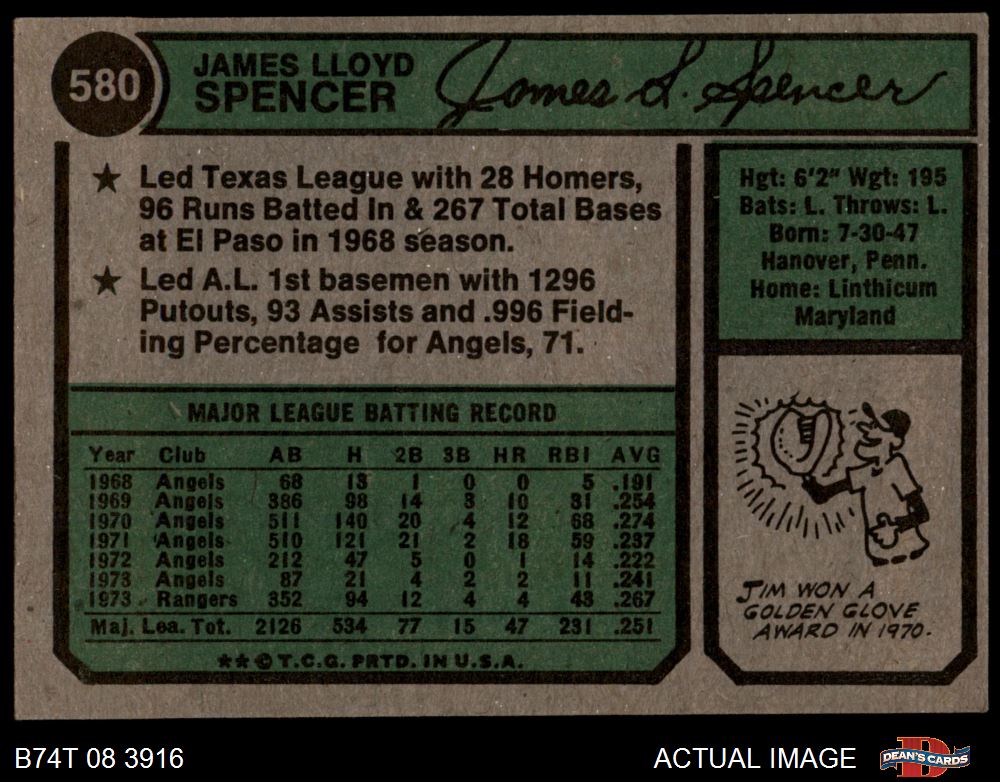 580
JAMES LLOYD
SPENCER
James L. Spencer
★ Led Texas League with 28 Homers,
96 Runs Batted In & 267 Total Bases
at El Paso in 1968 season.
★ Led A.L. 1st basemen with 1296
Putouts, 93 Assists and .996 Field-
ing Percentage for Angels, 71.
Hgt: 6'2" Wgt: 195
Bats: L. Throws: L.
Born: 7-30-47
Hanover, Penn.
Home: Linthicum
Maryland
MAJOR LEAGUE BATTING RECORD
Year Club AB H 2B 3B HR RBI AVG
1968 Angels 68 13 1 0 0 5 .191
1969 Angels 386 98 14 3 10 31 .254
1970 Angels 511 140 20 4 12 68 .274
1971 Angels 510 121 21 2 18 59 .237
1972 Angels 212 47 5 0 1 14 .222
1973 Angels 87 21 4 2 2 11 .241
1973 Rangers 352 94 12 4 4 43 .267
Maj. Lea. Tot. 2126 534 77 15 47 231 .251
★★© T.C.G. PRTD. IN U.S.A.
JIM WON A
GOLDEN GLOVE
AWARD IN 1970.
B74T 08 3916
ACTUAL IMAGE
DEAN'S CARDS